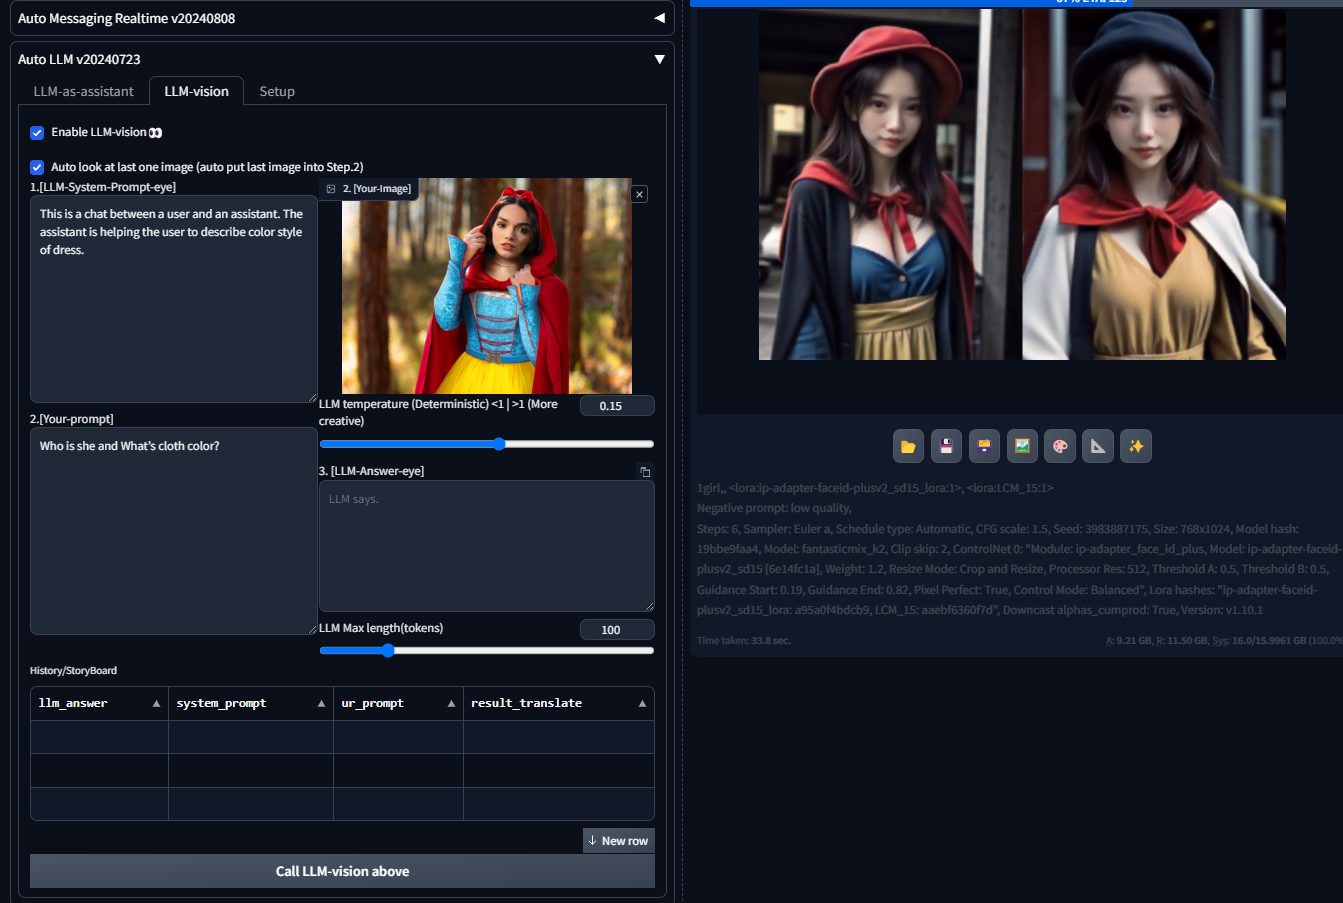 Auto Messaging Realtime v20240808
Auto LLM v20240723
LLM-as-assistant
LLM-vision
Setup
Enable LLM-vision👀
Auto look at last one image (auto put last image into Step.2)
1.[LLM-System-Prompt-eye]
This is a chat between a user and an assistant. The
assistant is helping the user to describe color style
of dress.
2. [Your-Image]
2.[Your-prompt]
Who is she and What's cloth color?
LLM temperature (Deterministic) <1 | >1 (More
creative)
0.15
3. [LLM-Answer-eye]
LLM says.
LLM Max length(tokens)
100
History/StoryBoard
llm_answer
system_prompt
ur_prompt
result_translate
↓ New row
Call LLM-vision above
1girl,, <lora:ip-adapter-faceid-plusv2_sd15_lora:1>, <lora:LCM_15:1>
Negative prompt: low quality,
Steps: 6, Sampler: Euler a, Schedule type: Automatic, CFG scale: 1.5, Seed: 3983887175, Size: 768x1024, Model hash:
19bbe9faa4, Model: fantasticmix_k2, Clip skip: 2, ControlNet 0: "Module: ip-adapter_face_id_plus, Model: ip-adapter-faceid-
plusv2_sd15 [6e14fc1a], Weight: 1.2, Resize Mode: Crop and Resize, Processor Res: 512, Threshold A: 0.5, Threshold B: 0.5,
Guidance Start: 0.19, Guidance End: 0.82, Pixel Perfect: True, Control Mode: Balanced", Lora hashes: "ip-adapter-faceid-
plusv2_sd15_lora: a95a0f4bdcb9, LCM_15: aaebf6360f7d", Downcast alphas_cumprod: True, Version: v1.10.1
Time taken: 33.8 sec.
A: 9.21 GB, R: 11.50 GB, Sys: 16.0/15.9961 GB (100.0%